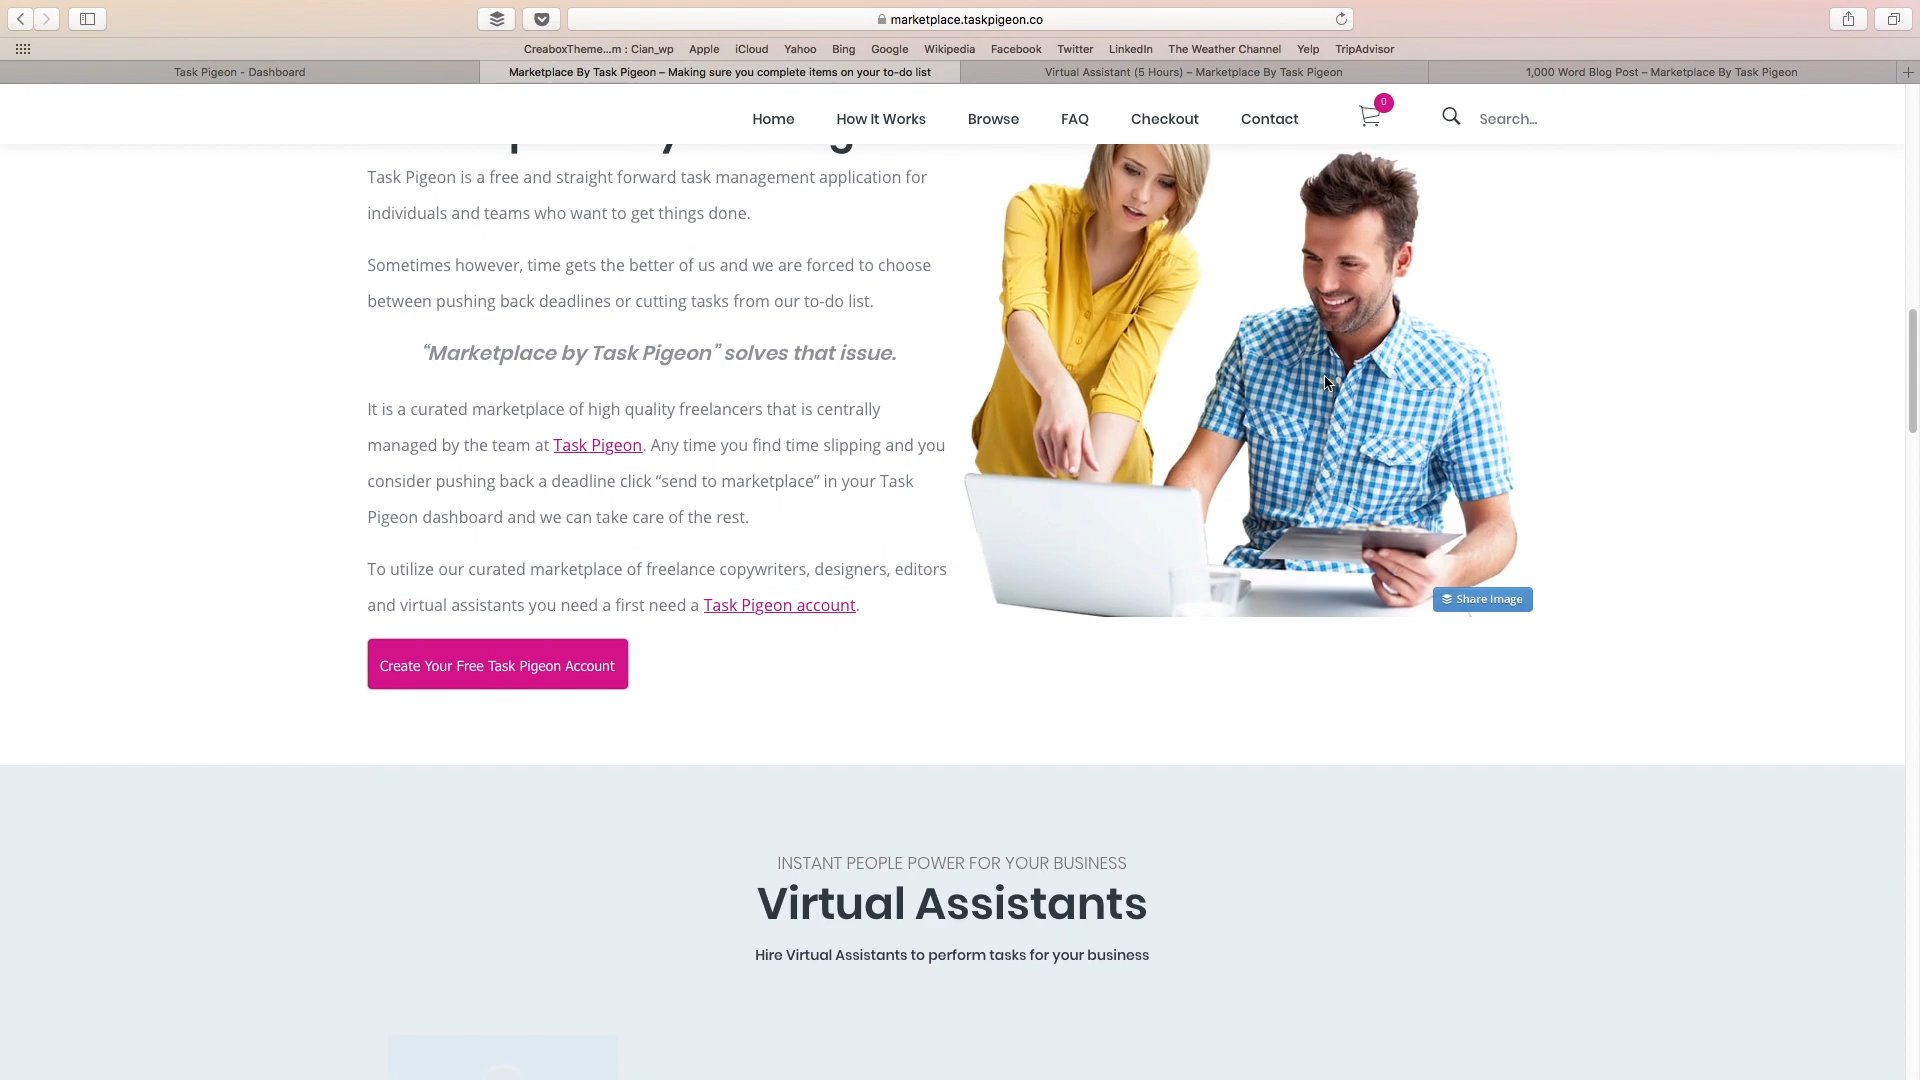 marketplace.taskpigeon.co
CreaboxTheme...m : Cian_wp Apple iCloud Yahoo Bing Google Wikipedia Facebook Twitter LinkedIn The Weather Channel Yelp TripAdvisor
Task Pigeon - Dashboard
Marketplace By Task Pigeon – Making sure you complete items on your to-do list
Virtual Assistant (5 Hours) – Marketplace By Task Pigeon
1,000 Word Blog Post – Marketplace By Task Pigeon
Home How It Works Browse FAQ Checkout Contact 0 Search...
Task Pigeon is a free and straight forward task management application for
individuals and teams who want to get things done.
Sometimes however, time gets the better of us and we are forced to choose
between pushing back deadlines or cutting tasks from our to-do list.
“Marketplace by Task Pigeon” solves that issue.
It is a curated marketplace of high quality freelancers that is centrally
managed by the team at Task Pigeon. Any time you find time slipping and you
consider pushing back a deadline click “send to marketplace” in your Task
Pigeon dashboard and we can take care of the rest.
To utilize our curated marketplace of freelance copywriters, designers, editors
and virtual assistants you need a first need a Task Pigeon account.
Share Image
Create Your Free Task Pigeon Account
INSTANT PEOPLE POWER FOR YOUR BUSINESS
Virtual Assistants
Hire Virtual Assistants to perform tasks for your business